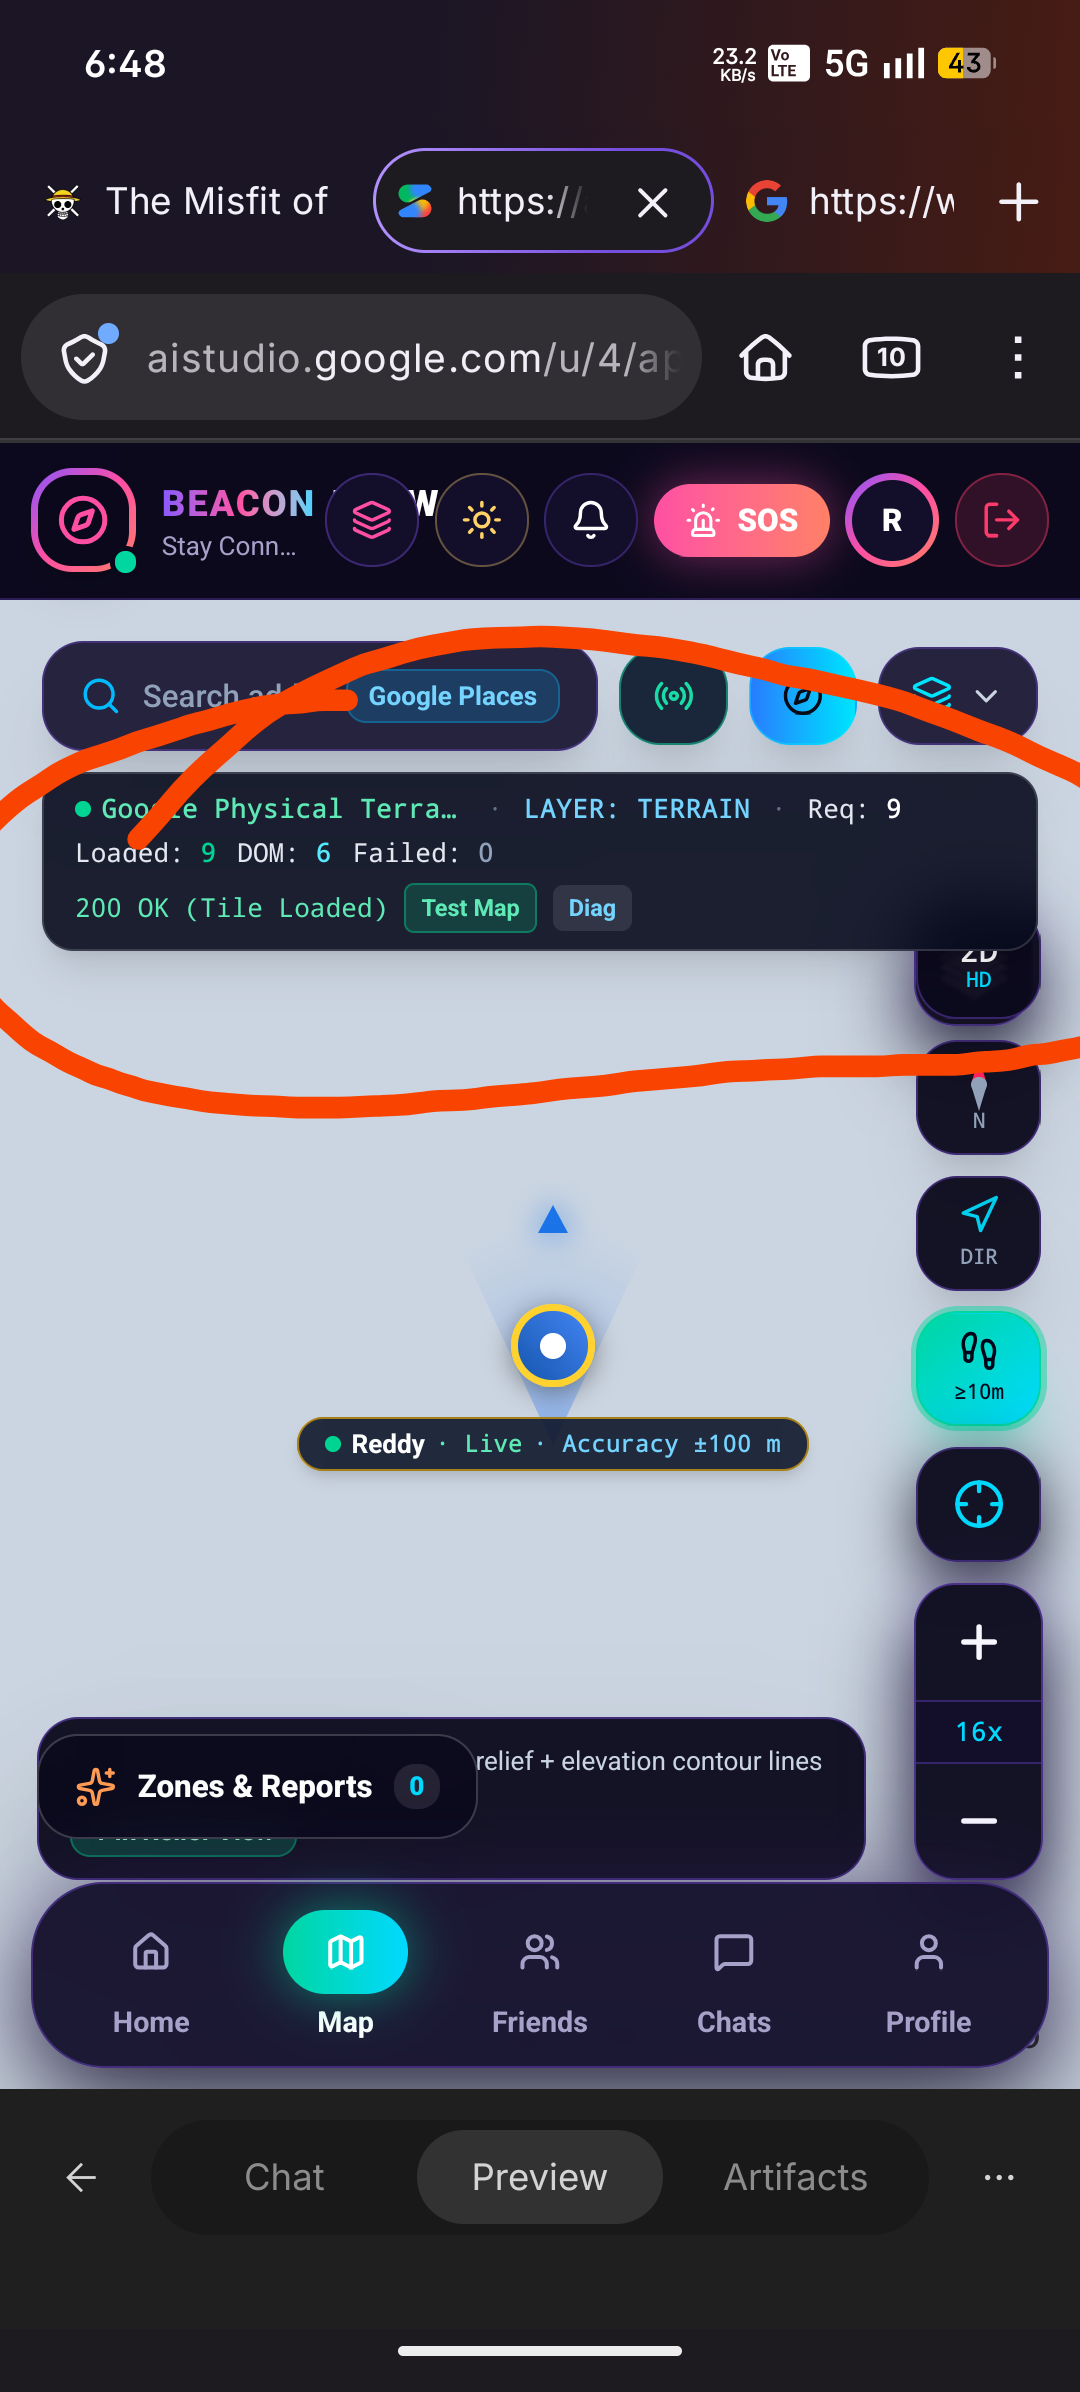 6:48
23.2 KB/s
Vo LTE
5G
43
The Misfit of
https://
https://w
aistudio.google.com/u/4/ap
10
BEACON
Stay Conn...
SOS
R
Search
Google Places
Google Physical Terra… · LAYER: TERRAIN · Req: 9
Loaded: 9 DOM: 6 Failed: 0
200 OK (Tile Loaded) Test Map Diag
2D
HD
N
DIR
≥10m
Reddy · Live · Accuracy ±100 m
16x
relief + elevation contour lines
Zones & Reports 0
Home
Map
Friends
Chats
Profile
Chat
Preview
Artifacts